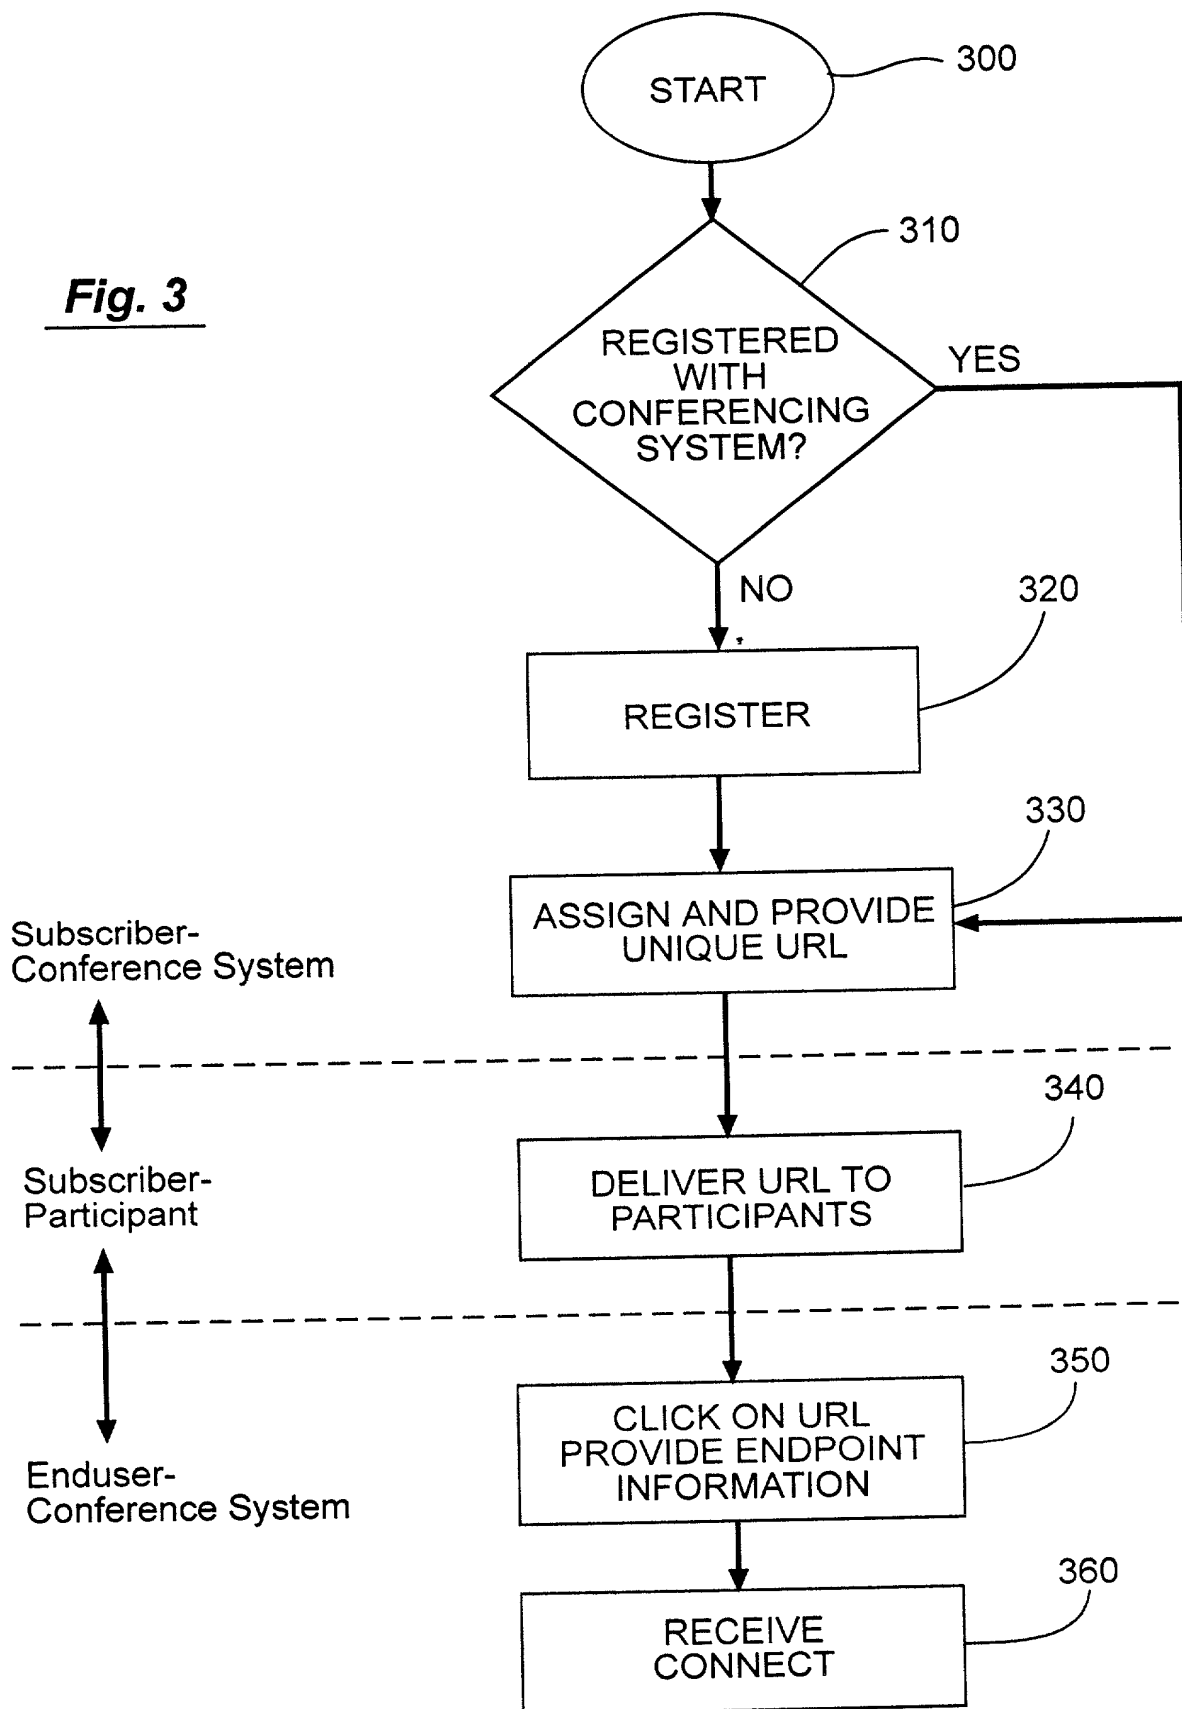 START
300
310
Fig. 3
REGISTERED
WITH
CONFERENCING
SYSTEM?
YES
NO
320
REGISTER
330
ASSIGN AND PROVIDE
UNIQUE URL
Subscriber-
Conference System
340
DELIVER URL TO
PARTICIPANTS
Subscriber-
Participant
350
CLICK ON URL
PROVIDE ENDPOINT
INFORMATION
Enduser-
Conference System
360
RECEIVE
CONNECT